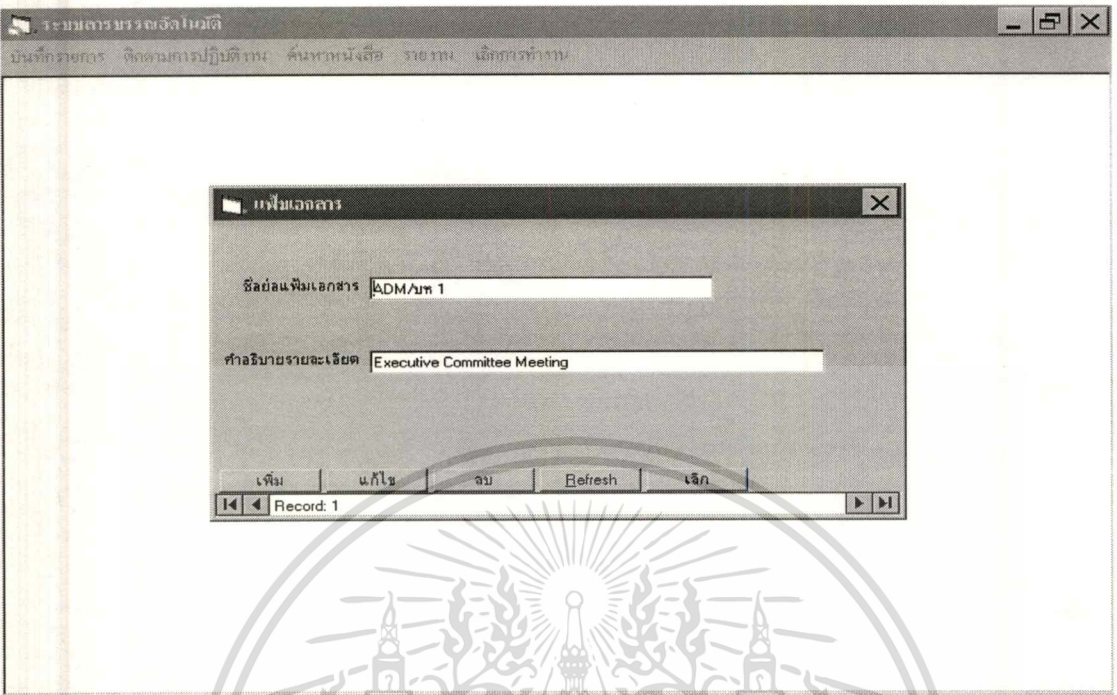 ระบบสารบรรณอัตโนมัติ
บันทึกรายการ ติดตามการปฏิบัติงาน ค้นหาหนังสือ รายงาน เลิกการทำงาน
แฟ้มเอกสาร
ชื่อย่อแฟ้มเอกสาร ADM/บท 1
คำอธิบายรายละเอียด Executive Committee Meeting
เพิ่ม แก้ไข ลบ Refresh เลิก
Record: 1